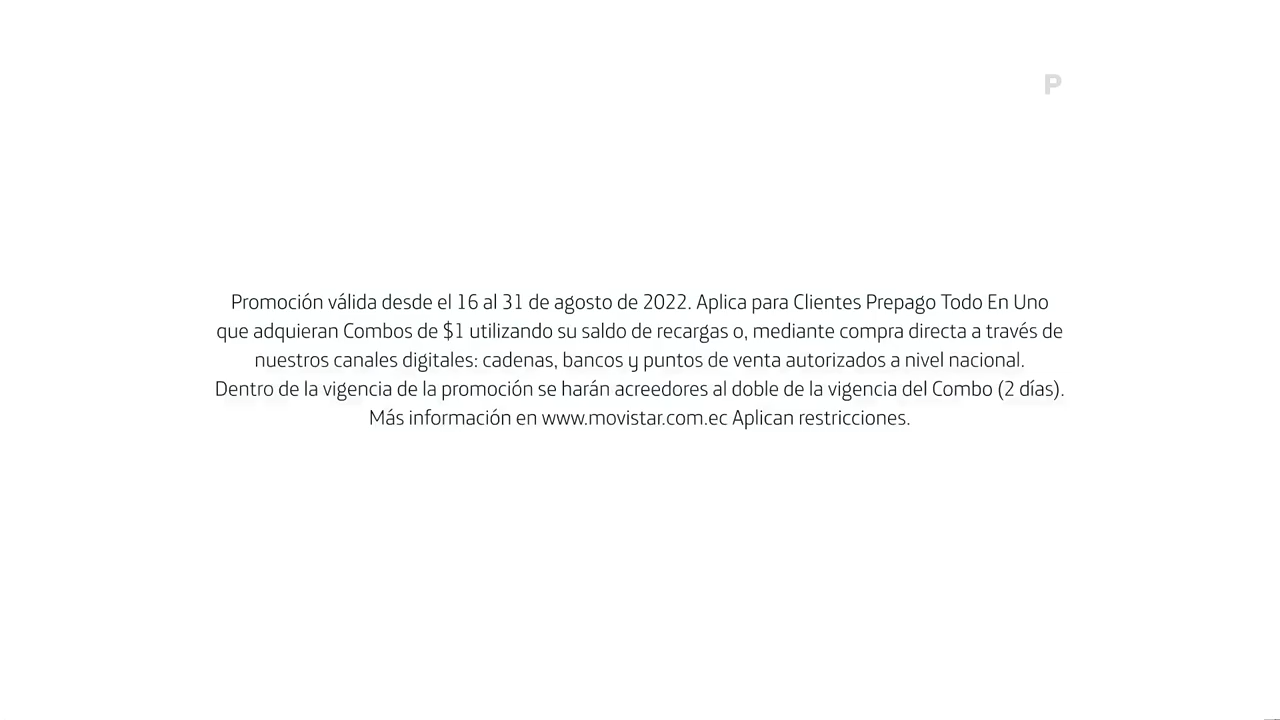 P
Promoción válida desde el 16 al 31 de agosto de 2022. Aplica para Clientes Prepago Todo En Uno
que adquieran Combos de $1 utilizando su saldo de recargas o, mediante compra directa a través de
nuestros canales digitales: cadenas, bancos y puntos de venta autorizados a nivel nacional.
Dentro de la vigencia de la promoción se harán acreedores al doble de la vigencia del Combo (2 días).
Más información en www.movistar.com.ec Aplican restricciones.